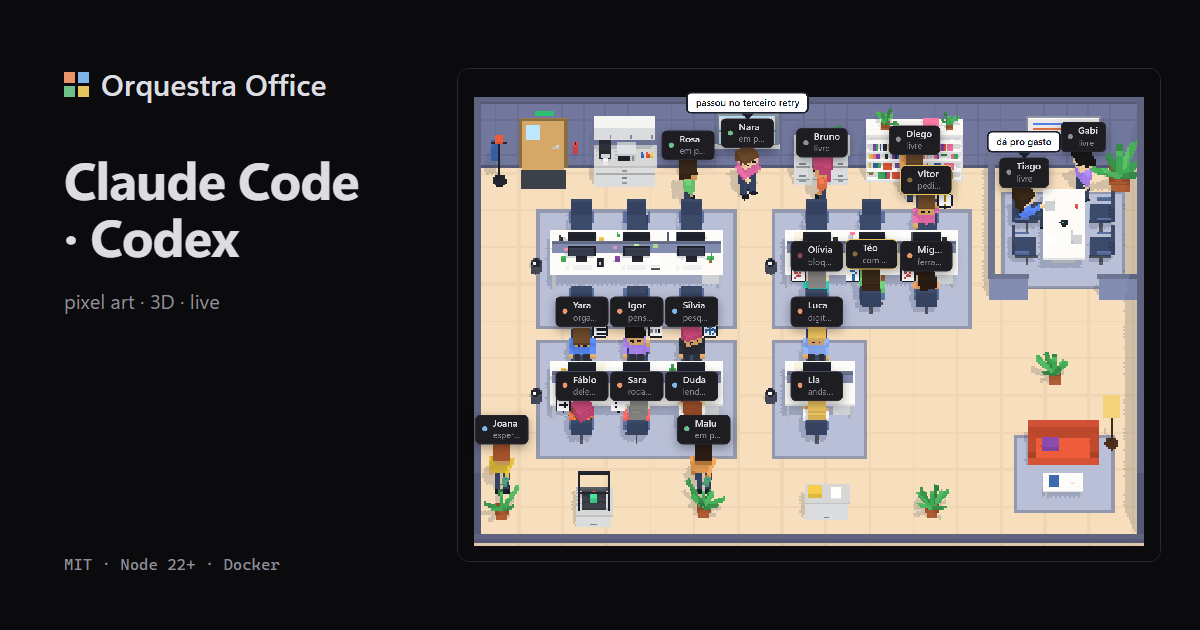 Orquestra Office
Claude Code
· Codex
pixel art · 3D · live
MIT · Node 22+ · Docker
passou no terceiro retry
Nara
em p...
Rosa
em p...
Bruno
livre
Diego
livre
Vitor
pedi...
dá pro gasto
Gabi
livre
Tiago
livre
Olívia
bloq...
Téo
com ...
Mig...
ferra...
Yara
orga...
Igor
pens...
Silvia
pesq...
Luca
digit...
Fábio
dele...
Sara
roda...
Duda
lend...
Lia
anda...
Joana
esper...
Malu
em p...